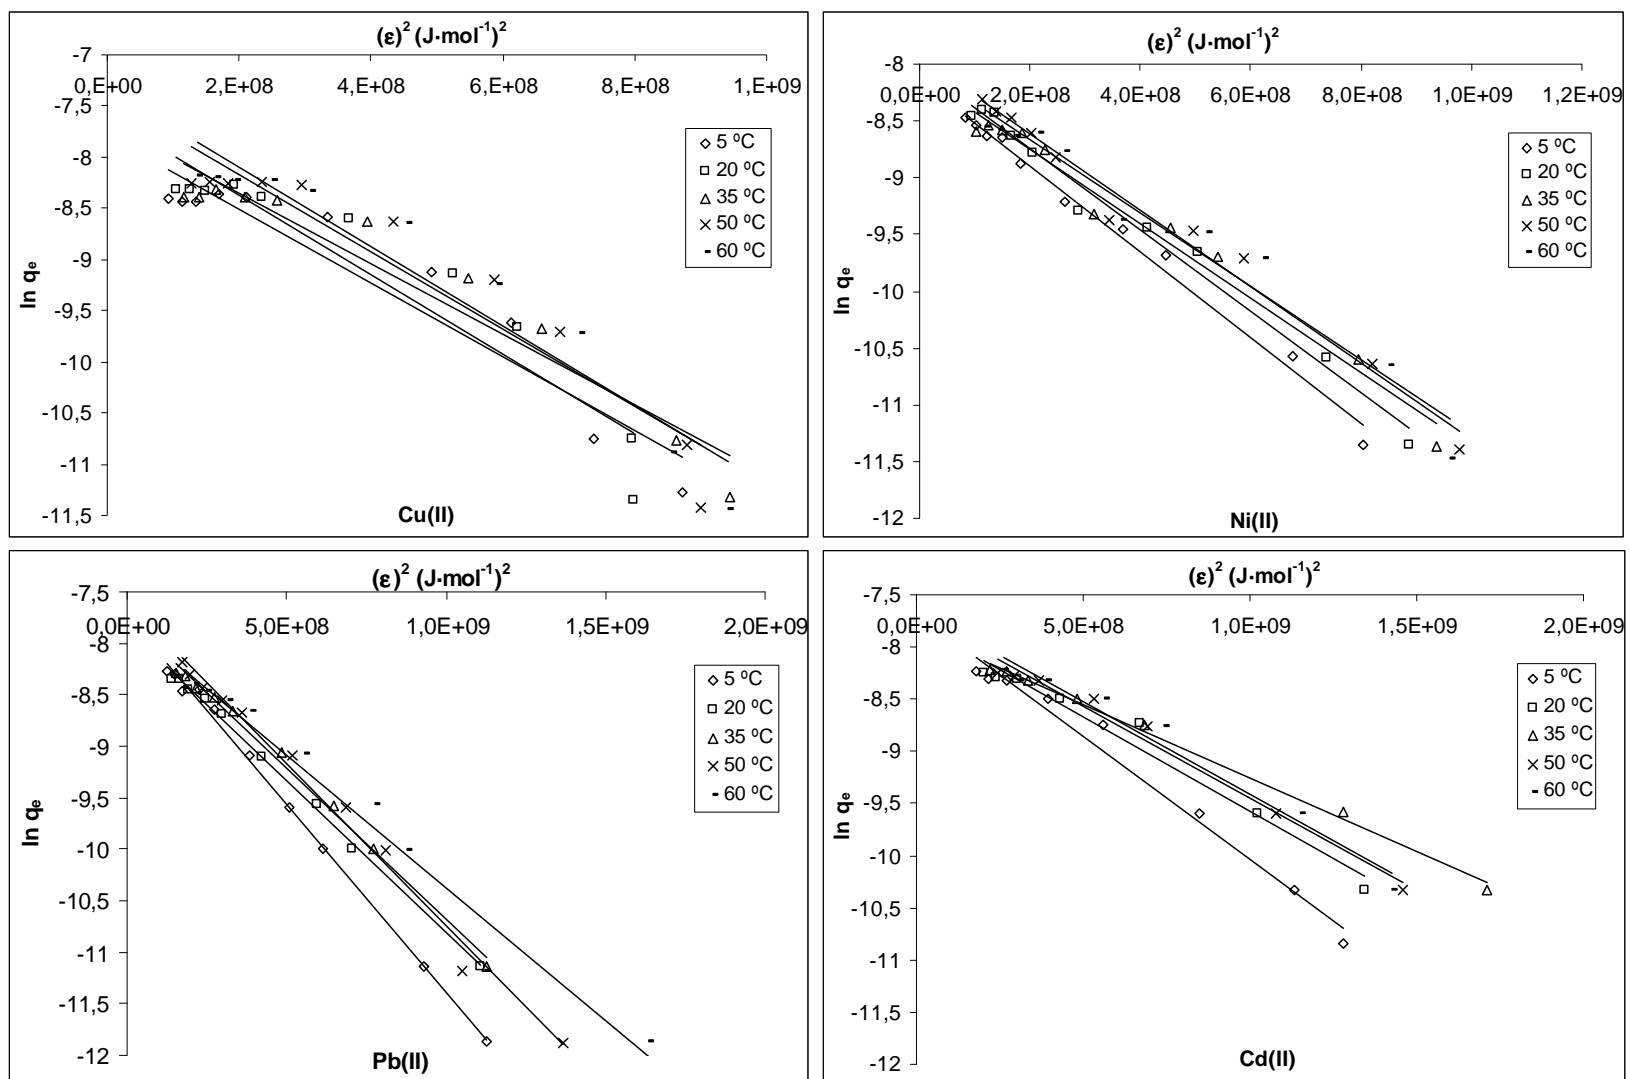 (ε)² (J·mol⁻¹)²
-7
0,E+00 2,E+08 4,E+08 6,E+08 8,E+08 1,E+09
-7,5
-8
-8,5
-9
-9,5
-10
-10,5
-11
-11,5
ln qₑ
5 ºC
20 ºC
35 ºC
50 ºC
60 ºC
Cu(II)
(ε)² (J·mol⁻¹)²
-8
0,0E+00 2,0E+08 4,0E+08 6,0E+08 8,0E+08 1,0E+09 1,2E+09
-8,5
-9
-9,5
-10
-10,5
-11
-11,5
-12
ln qₑ
5 ºC
20 ºC
35 ºC
50 ºC
60 ºC
Ni(II)
(ε)² (J·mol⁻¹)²
-7,5
0,0E+00 5,0E+08 1,0E+09 1,5E+09 2,0E+09
-8
-8,5
-9
-9,5
-10
-10,5
-11
-11,5
-12
ln qₑ
5 ºC
20 ºC
35 ºC
50 ºC
60 ºC
Pb(II)
(ε)² (J·mol⁻¹)²
-7,5
0,0E+00 5,0E+08 1,0E+09 1,5E+09 2,0E+09
-8
-8,5
-9
-9,5
-10
-10,5
-11
-11,5
-12
ln qₑ
5 ºC
20 ºC
35 ºC
50 ºC
60 ºC
Cd(II)